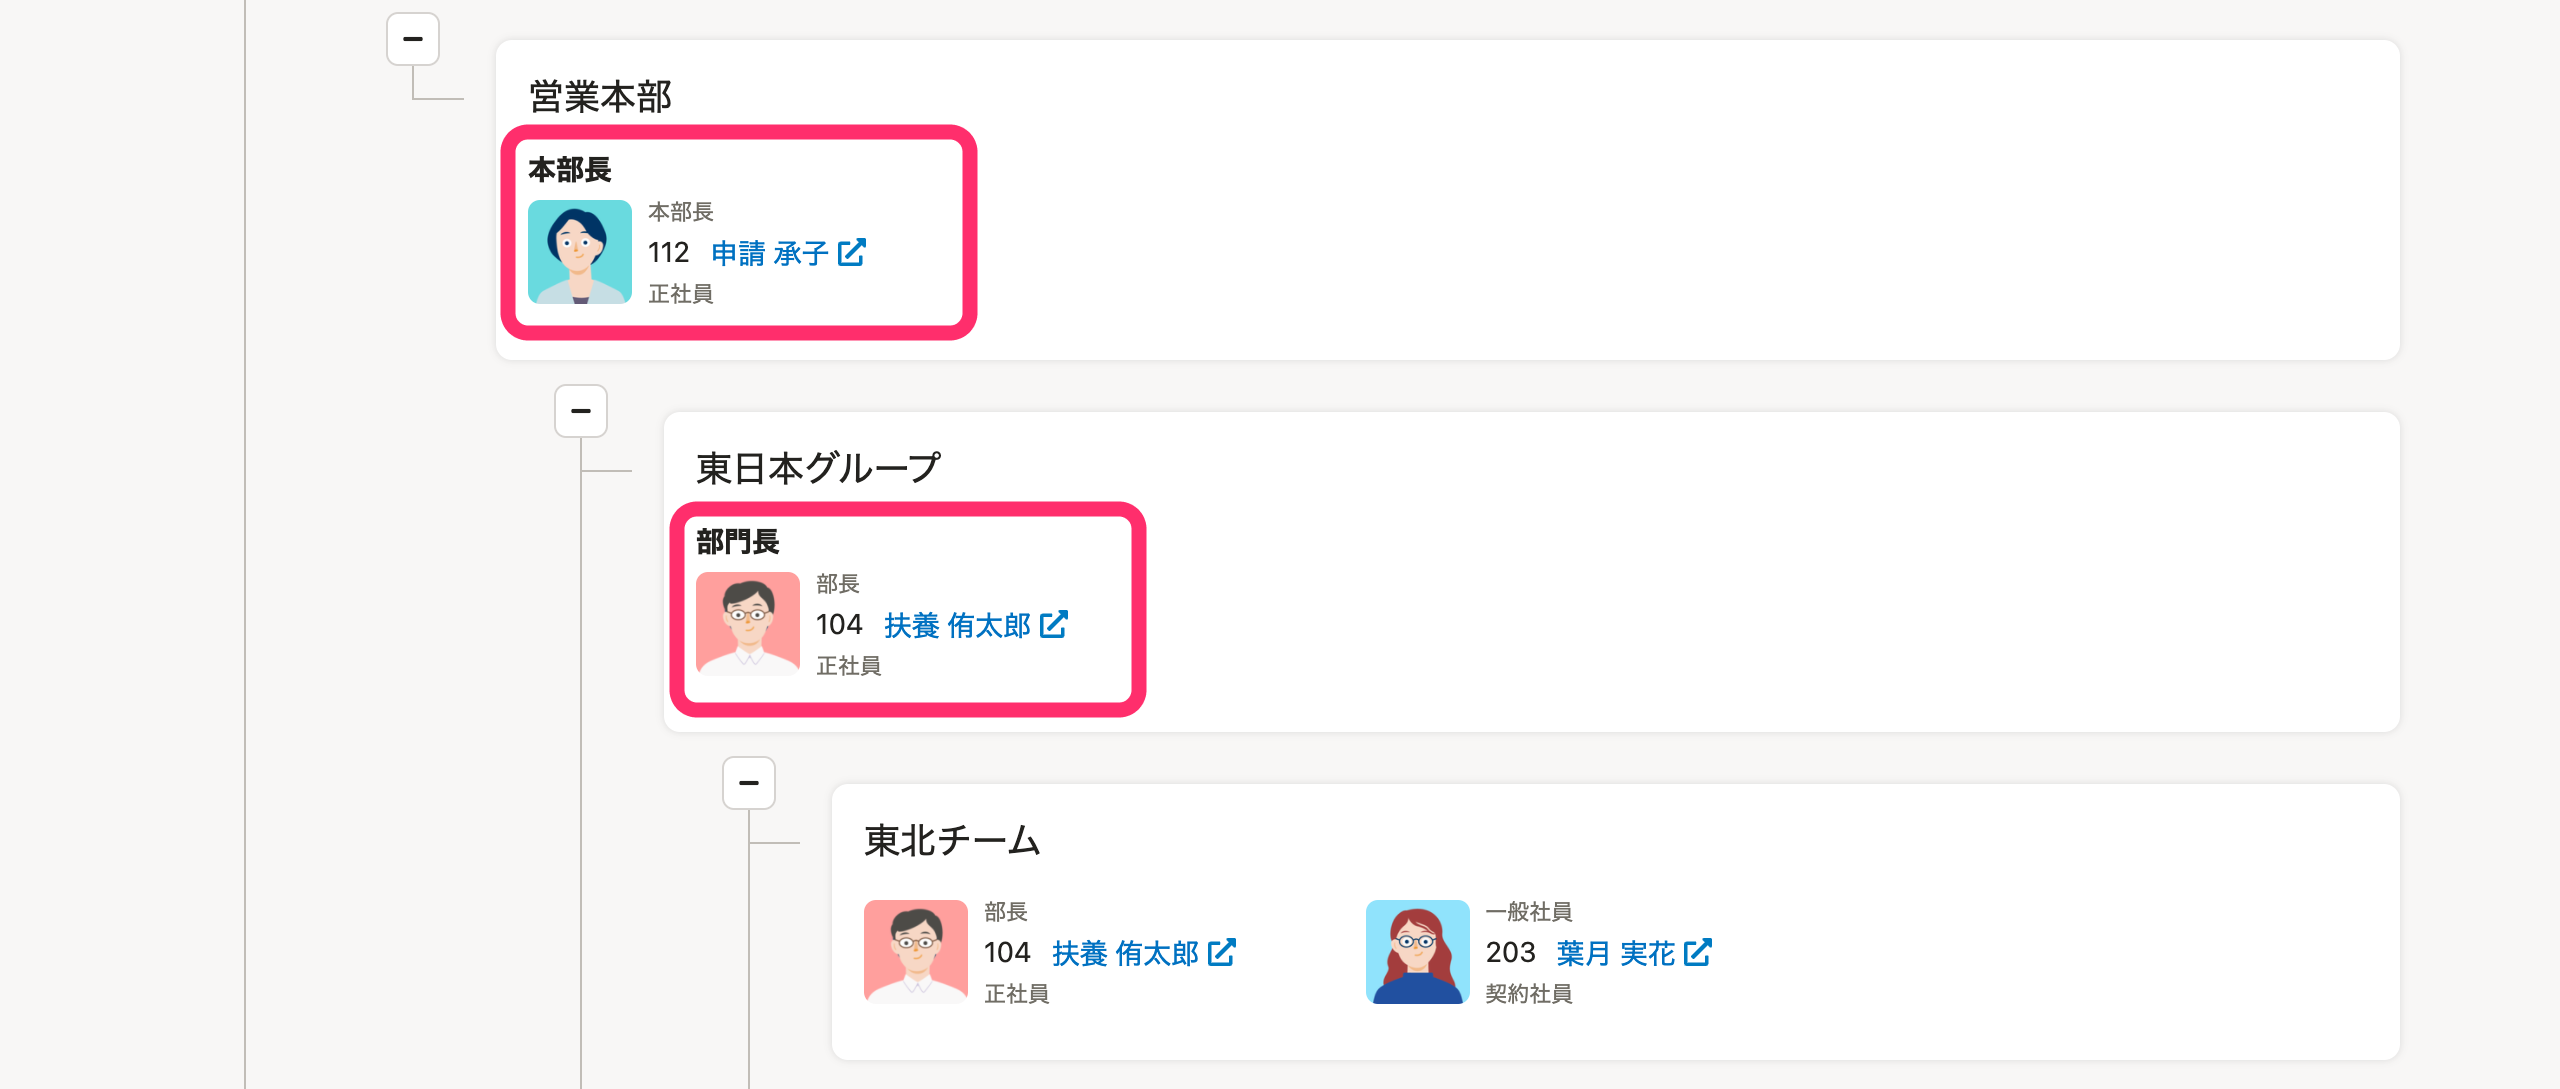 営業本部
本部長
本部長
112 申請 承子
正社員
東日本グループ
部門長
部長
104 扶養 侑太郎
正社員
東北チーム
部長
104 扶養 侑太郎
正社員
一般社員
203 葉月 実花
契約社員